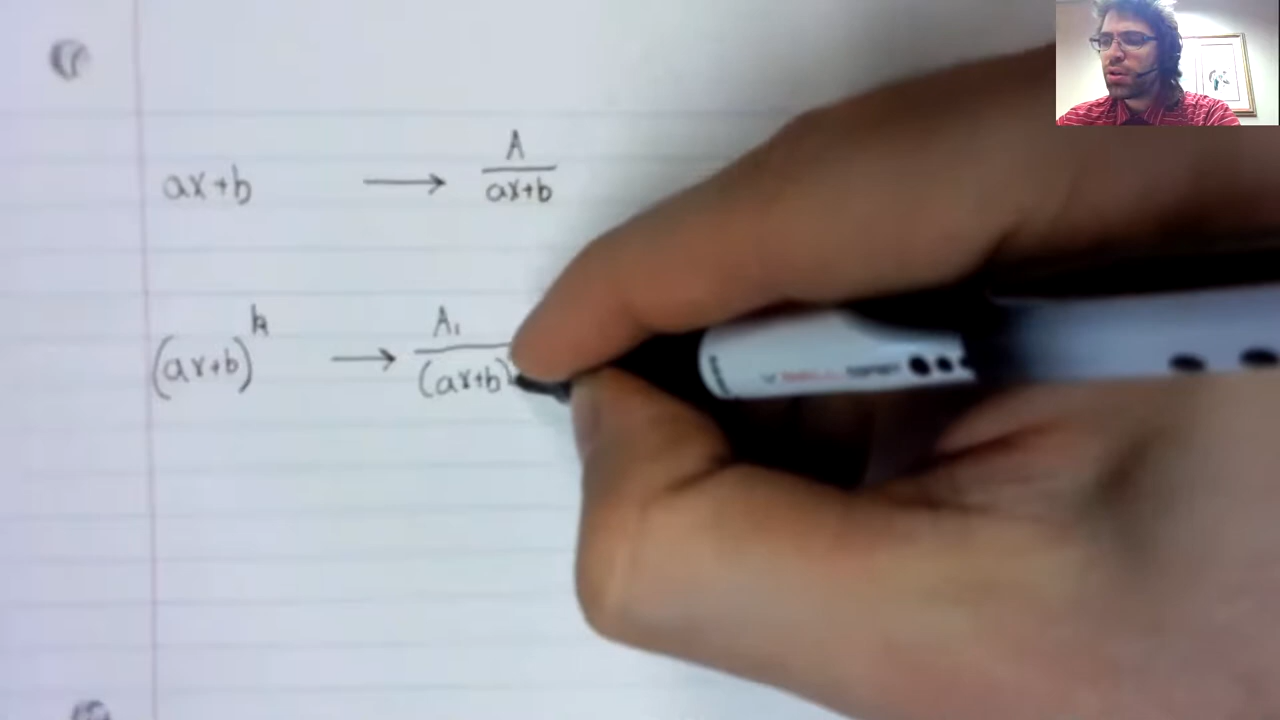 ax+b → A/(ax+b)
(ax+b)^k → A₁/(ax+b)